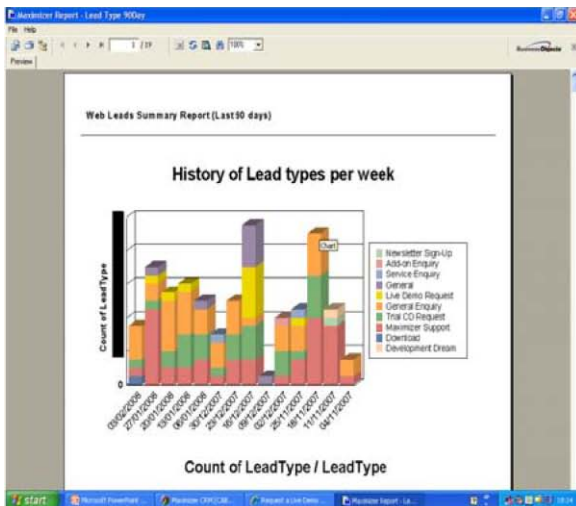 Maximizer Report - Lead Type 90Day
File Help
1 / 19
100%
BusinessObjects
Preview
Web Leads Summary Report (Last 90 days)
History of Lead types per week
Count of LeadType
0
Chart
Newsletter Sign-Up
Add-on Enquiry
Service Enquiry
General
Live Demo Request
General Enquiry
Trial CD Request
Maximizer Support
Download
Development Dream
03/02/2008
27/01/2008
20/01/2008
13/01/2008
06/01/2008
30/12/2007
23/12/2007
16/12/2007
09/12/2007
02/12/2007
25/11/2007
18/11/2007
11/11/2007
04/11/2007
Count of LeadType / LeadType
start
Microsoft PowerPoint ...
Maximizer CRM [CAB...
Request a Live Demo ...
Maximizer Report - Le...